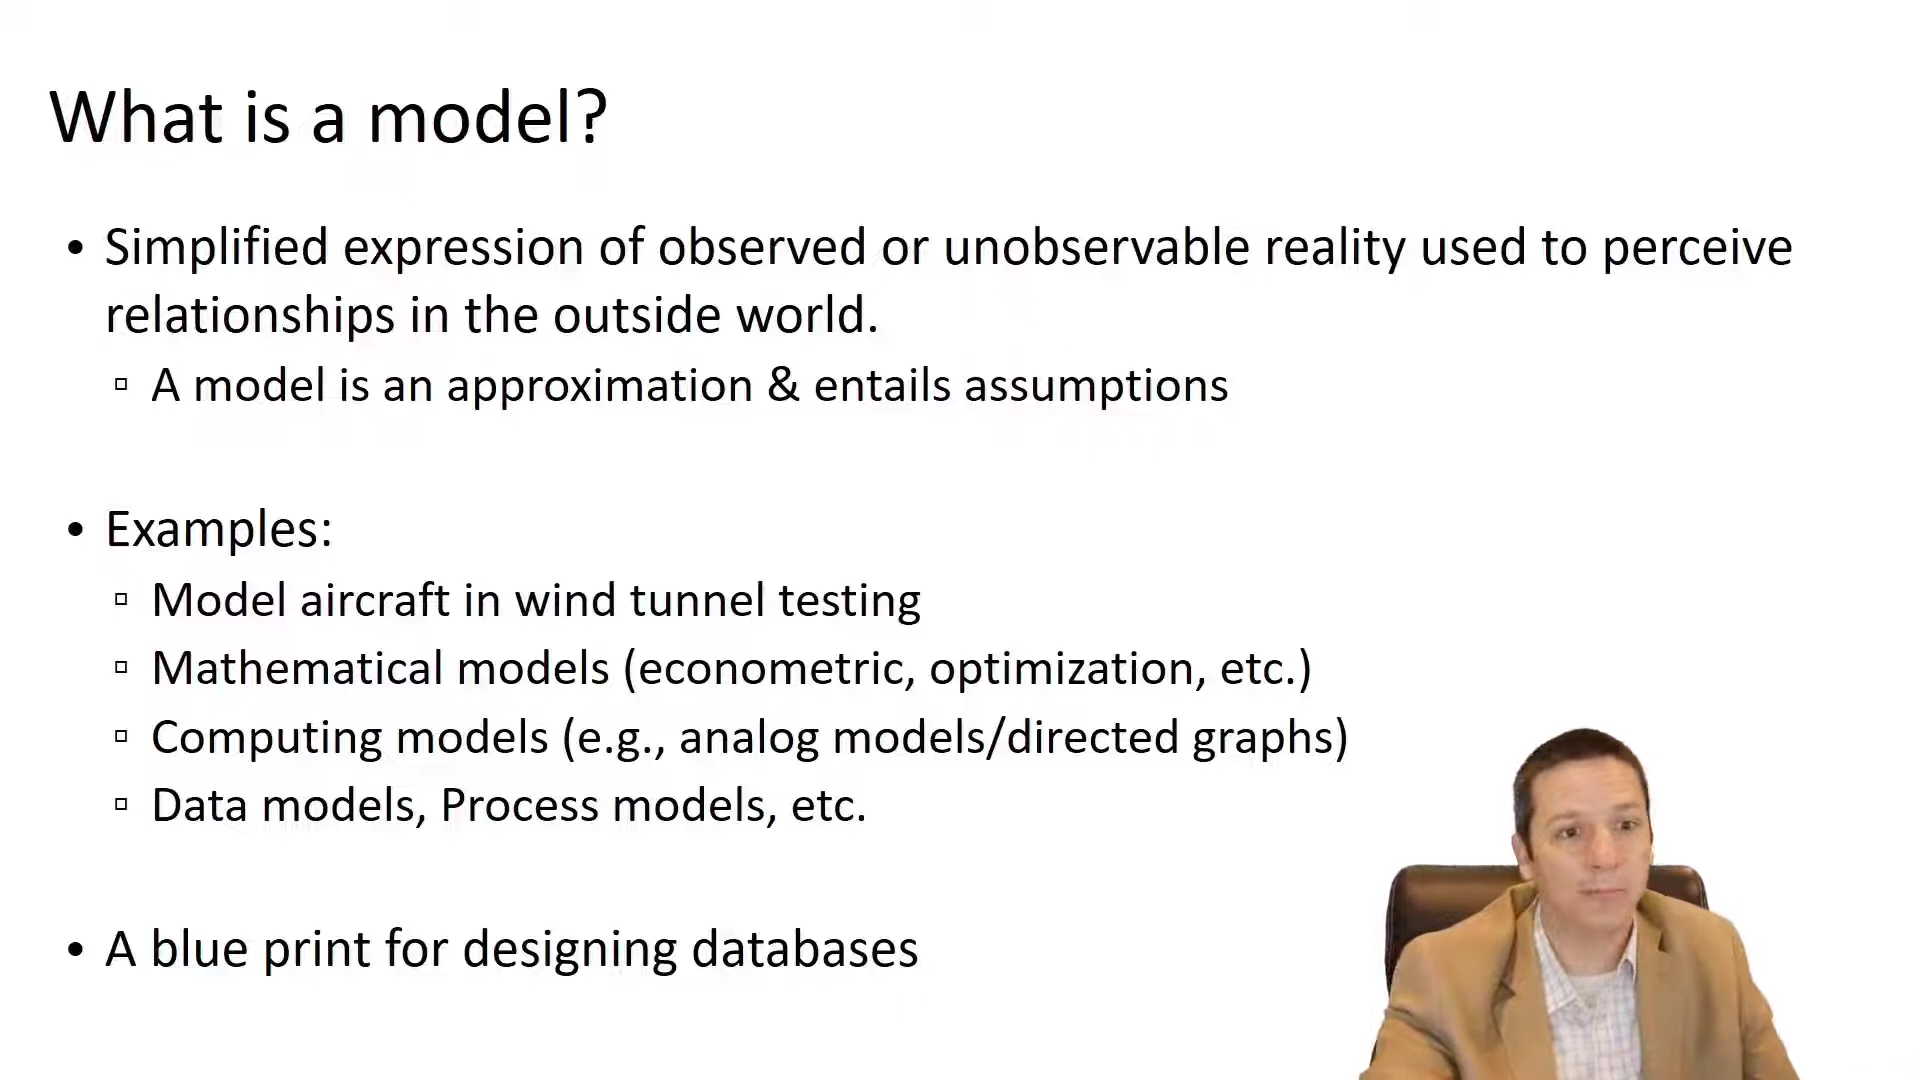 What is a model?
• Simplified expression of observed or unobservable reality used to perceive
relationships in the outside world.
▫ A model is an approximation & entails assumptions
• Examples:
▫ Model aircraft in wind tunnel testing
▫ Mathematical models (econometric, optimization, etc.)
▫ Computing models (e.g., analog models/directed graphs)
▫ Data models, Process models, etc.
• A blue print for designing databases